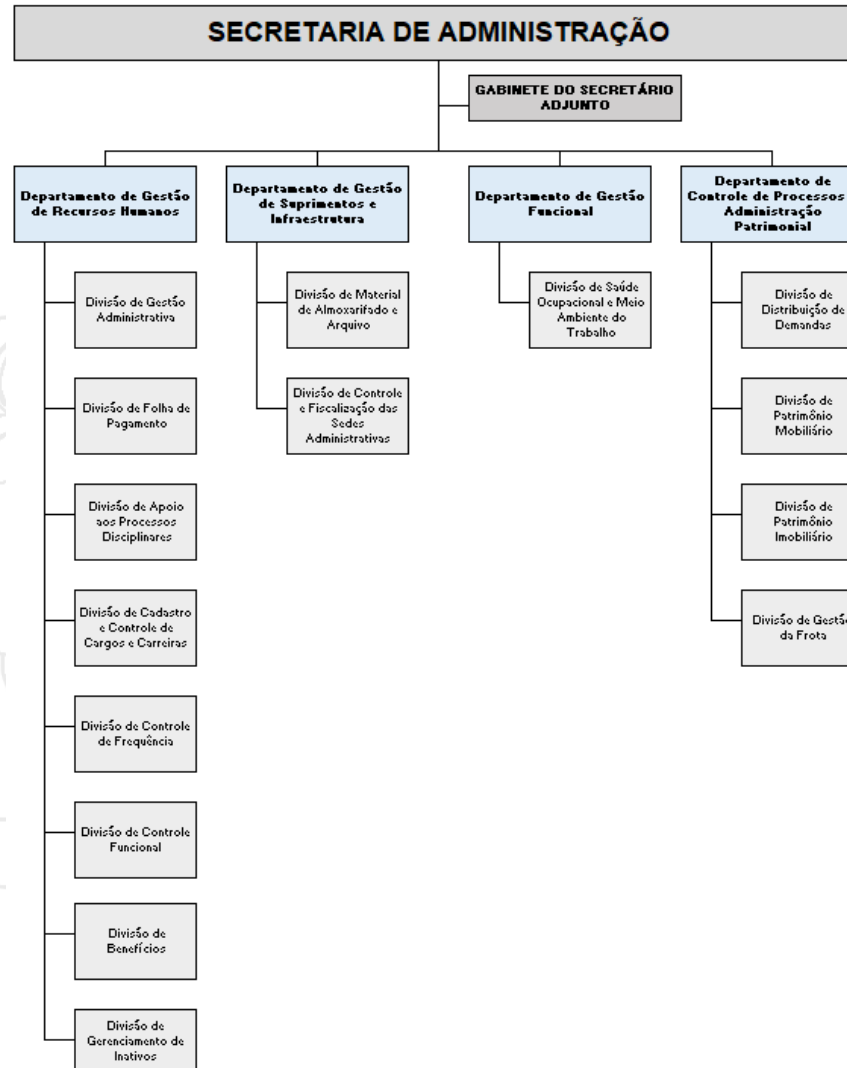 SECRETARIA DE ADMINISTRAÇÃO
GABINETE DO SECRETÁRIO
ADJUNTO
Departamento de Gestão
de Recursos Humanos
Divisão de Gestão
Administrativa
Divisão de Folha de
Pagamento
Divisão de Apoio
aos Processos
Disciplinares
Divisão de Cadastro
e Controle de
Cargos e Carreiras
Divisão de Controle
de Frequência
Divisão de Controle
Funcional
Divisão de
Benefícios
Divisão de
Gerenciamento de
Inativos
Departamento de Gestão
de Suprimentos e
Infraestrutura
Divisão de Material
de Almoxarifado e
Arquivo
Divisão de Controle
e Fiscalização das
Sedes
Administrativas
Departamento de Gestão
Funcional
Divisão de Saúde
Ocupacional e Meio
Ambiente do
Trabalho
Departamento de
Controle de Processos
Administração
Patrimonial
Divisão de
Distribuição de
Demandas
Divisão de
Patrimônio
Mobiliário
Divisão de
Patrimônio
Imobiliário
Divisão de Gestão
da Frota